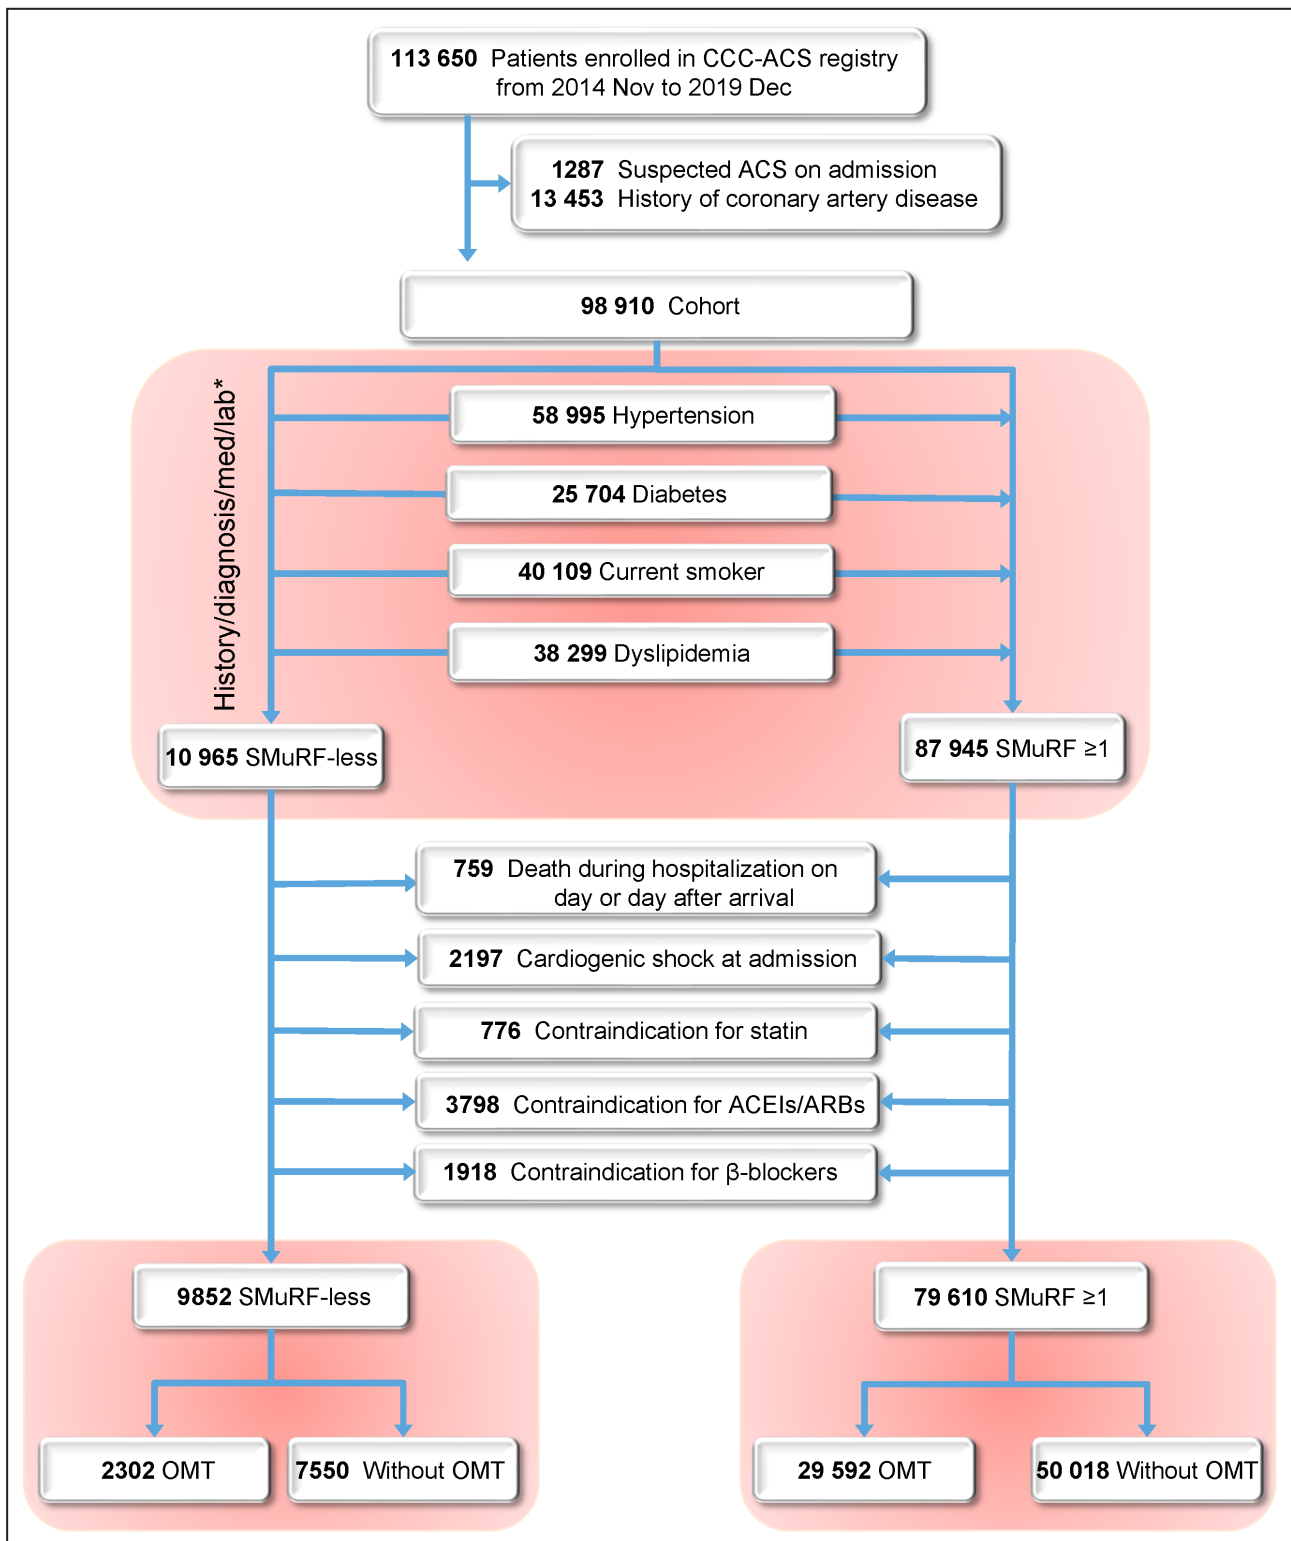 113 650 Patients enrolled in CCC-ACS registry
from 2014 Nov to 2019 Dec
1287 Suspected ACS on admission
13 453 History of coronary artery disease
98 910 Cohort
History/diagnosis/med/lab*
58 995 Hypertension
25 704 Diabetes
40 109 Current smoker
38 299 Dyslipidemia
10 965 SMuRF-less
87 945 SMuRF ≥1
759 Death during hospitalization on
day or day after arrival
2197 Cardiogenic shock at admission
776 Contraindication for statin
3798 Contraindication for ACEIs/ARBs
1918 Contraindication for β-blockers
9852 SMuRF-less
79 610 SMuRF ≥1
2302 OMT
7550 Without OMT
29 592 OMT
50 018 Without OMT